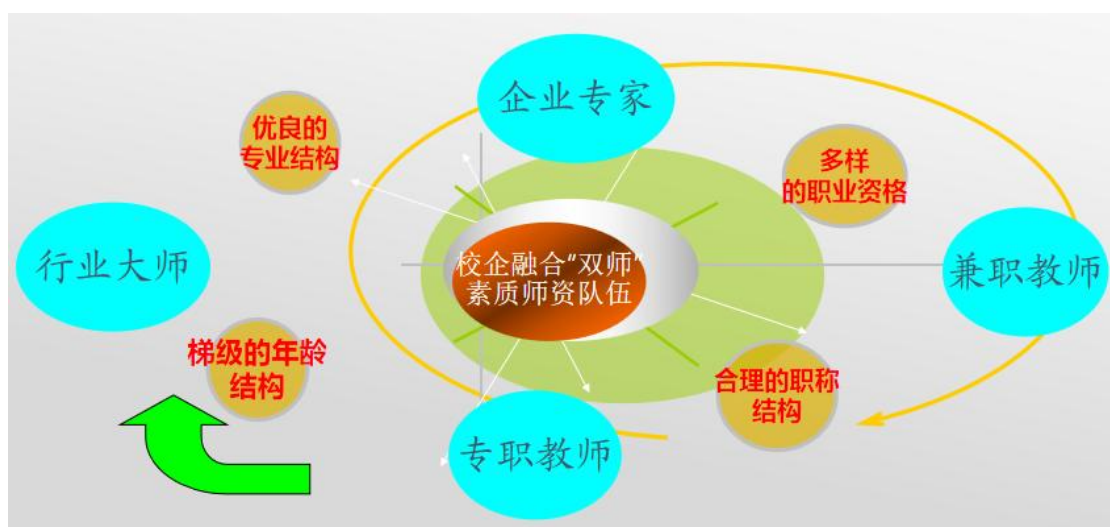 企业专家
优良的
专业结构
多样
的职业资格
行业大师
校企融合“双师”
素质师资队伍
兼职教师
梯级的年龄
结构
合理的职称
结构
专职教师